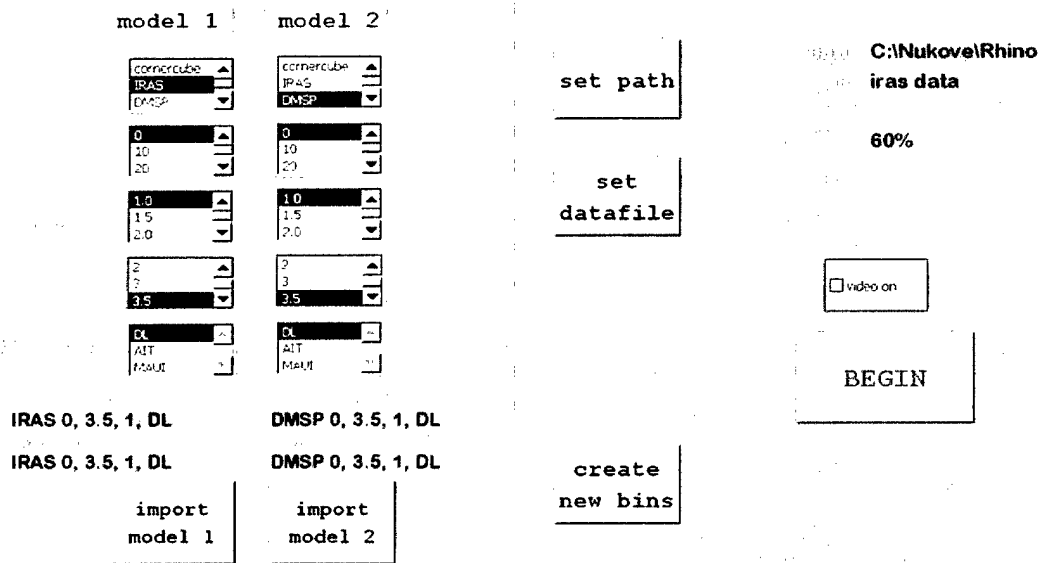 model 1
model 2
cornercube
IRAS
DMSP
0
10
20
1.0
1.5
2.0
2
3
3.5
DL
AIT
MAUI
cornercube
IRAS
DMSP
0
10
20
1.0
1.5
2.0
2
3
3.5
DL
AIT
MAUI
IRAS 0, 3.5, 1, DL
DMSP 0, 3.5, 1, DL
IRAS 0, 3.5, 1, DL
DMSP 0, 3.5, 1, DL
import
model 1
import
model 2
set path
set
datafile
create
new bins
C:\Nukove\Rhino
iras data
60%
video on
BEGIN